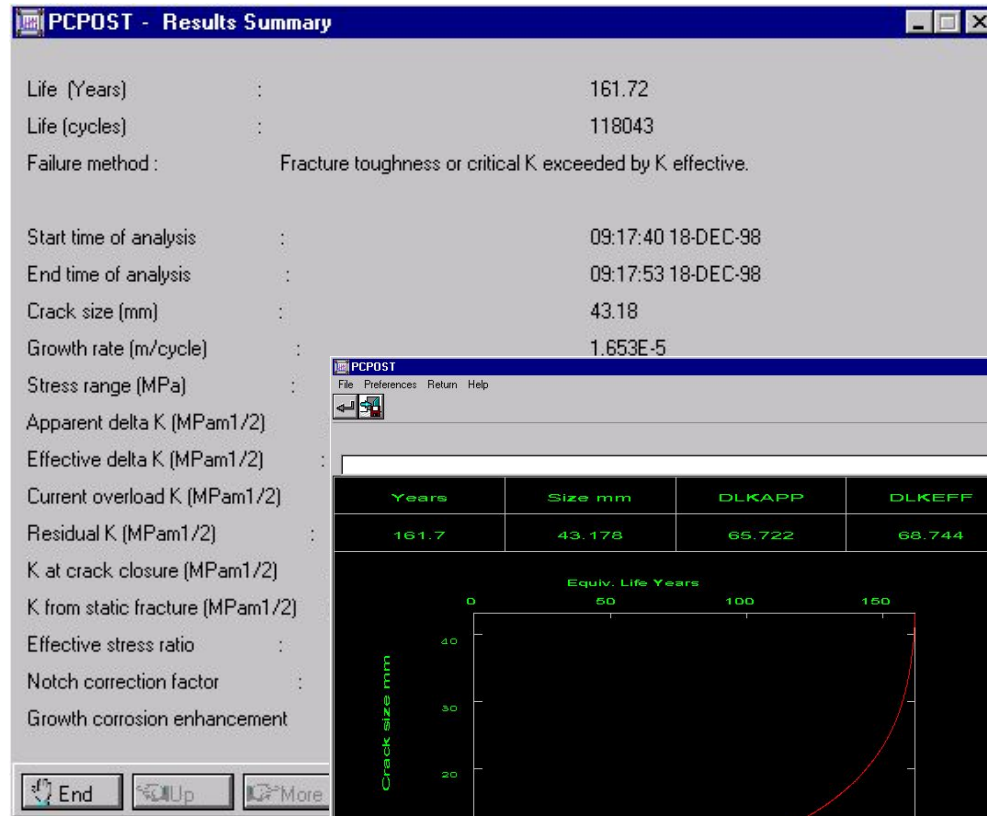 PCPOST - Results Summary
Life (Years) : 161.72
Life (cycles) : 118043
Failure method : Fracture toughness or critical K exceeded by K effective.
Start time of analysis : 09:17:40 18-DEC-98
End time of analysis : 09:17:53 18-DEC-98
Crack size (mm) : 43.18
Growth rate (m/cycle) : 1.653E-5
Stress range (MPa) :
Apparent delta K (MPam1/2)
Effective delta K (MPam1/2) :
Current overload K (MPam1/2)
Residual K (MPam1/2) :
K at crack closure (MPam1/2)
K from static fracture (MPam1/2)
Effective stress ratio :
Notch correction factor :
Growth corrosion enhancement
End Up More
PCPOST
File Preferences Return Help
Years Size mm DLKAPP DLKEFF
161.7 43.178 65.722 68.744
Equiv. Life Years
0 50 100 150
40
30
20
Crack size mm